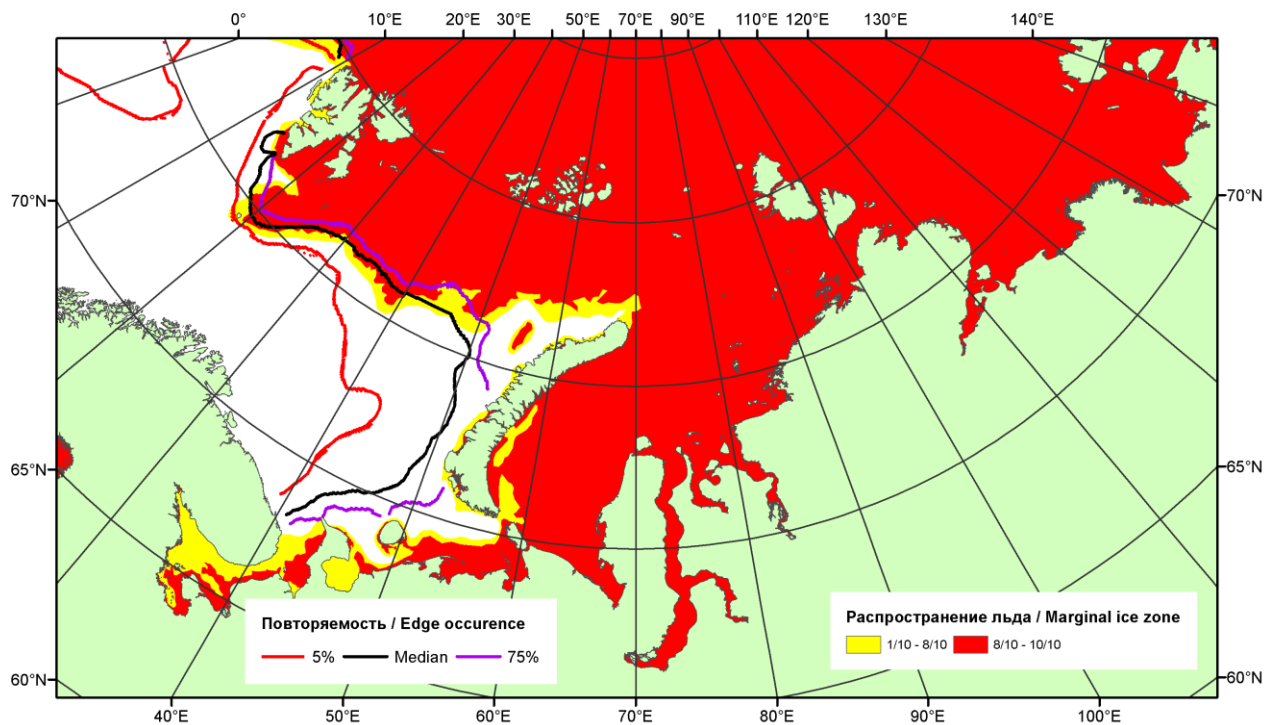 0° 10°E 20°E 30°E 50°E 70°E 90°E 110°E 120°E 130°E 140°E
70°N 70°N
65°N 65°N
60°N 60°N
Повторяемость / Edge occurence
5% Median 75%
Распространение льда / Marginal ice zone
1/10 - 8/10 8/10 - 10/10
40°E 50°E 60°E 70°E 80°E 90°E 100°E